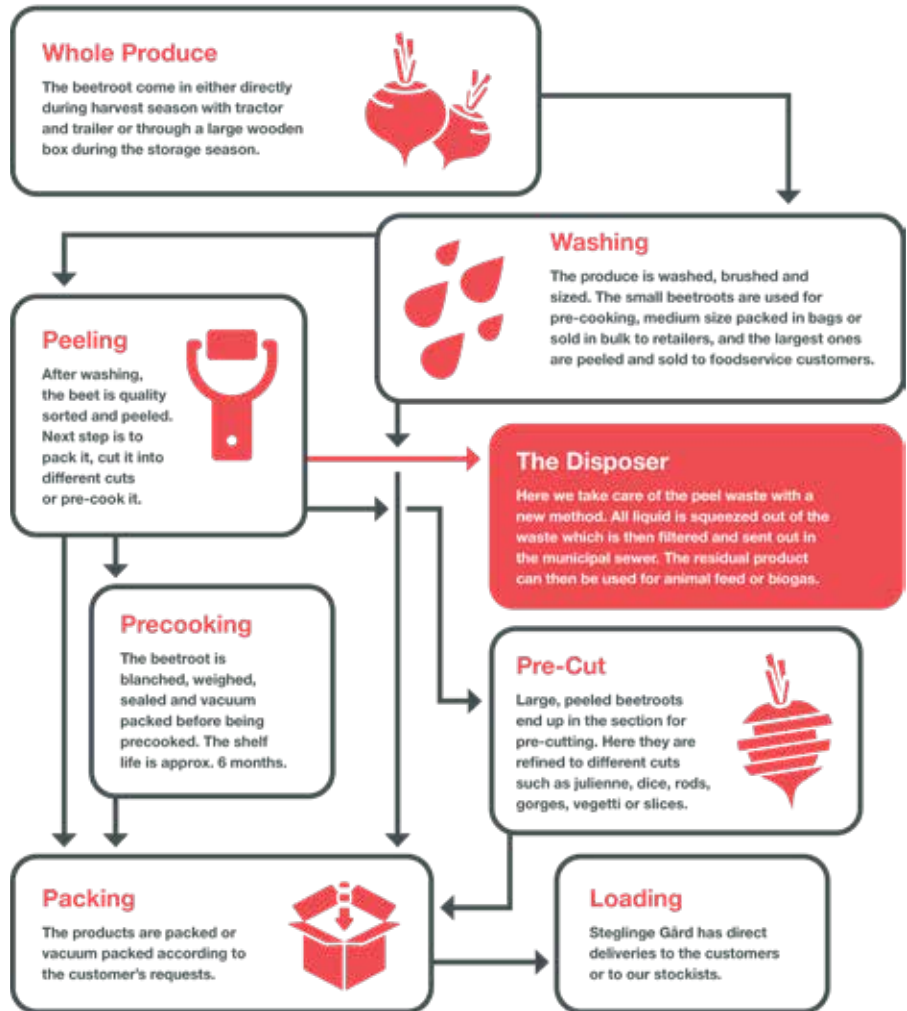 Whole Produce
The beetroot come in either directly
during harvest season with tractor
and trailer or through a large wooden
box during the storage season.
Washing
The produce is washed, brushed and
sized. The small beetroots are used for
pre-cooking, medium size packed in bags or
sold in bulk to retailers, and the largest ones
are peeled and sold to foodservice customers.
Peeling
After washing,
the beet is quality
sorted and peeled.
Next step is to
pack it, cut it into
different cuts
or pre-cook it.
The Disposer
Here we take care of the peel waste with a
new method. All liquid is squeezed out of the
waste which is then filtered and sent out in
the municipal sewer. The residual product
can then be used for animal feed or biogas.
Precooking
The beetroot is
blanched, weighed,
sealed and vacuum
packed before being
precooked. The shelf
life is approx. 6 months.
Pre-Cut
Large, peeled beetroots
end up in the section for
pre-cutting. Here they are
refined to different cuts
such as julienne, dice, rods,
gorges, vegetti or slices.
Packing
The products are packed or
vacuum packed according to
the customer's requests.
Loading
Steglinge Gård has direct
deliveries to the customers
or to our stockists.